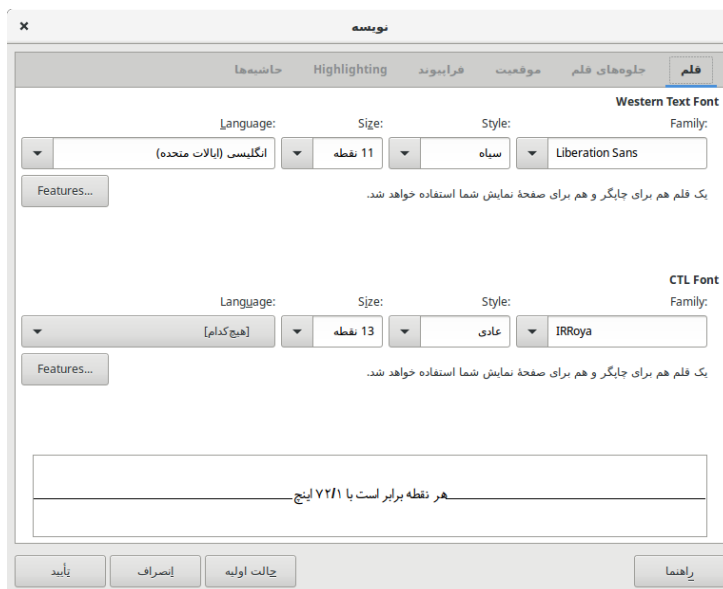 نویسه
قلم جلوه‌های قلم موقعیت فرابیوند Highlighting حاشیه‌ها
Western Text Font
Family: Style: Size: Language:
Liberation Sans سیاه 11 نقطه انگلیسی (ایالات متحده)
یک قلم هم برای چاپگر و هم برای صفحهٔ نمایش شما استفاده خواهد شد. Features...
CTL Font
Family: Style: Size: Language:
IRRoya عادی 13 نقطه [هیچ‌کدام]
یک قلم هم برای چاپگر و هم برای صفحهٔ نمایش شما استفاده خواهد شد. Features...
هر نقطه برابر است با ۷۲/۱ اینچ
راهنما حالت اولیه اِنصراف تأیید